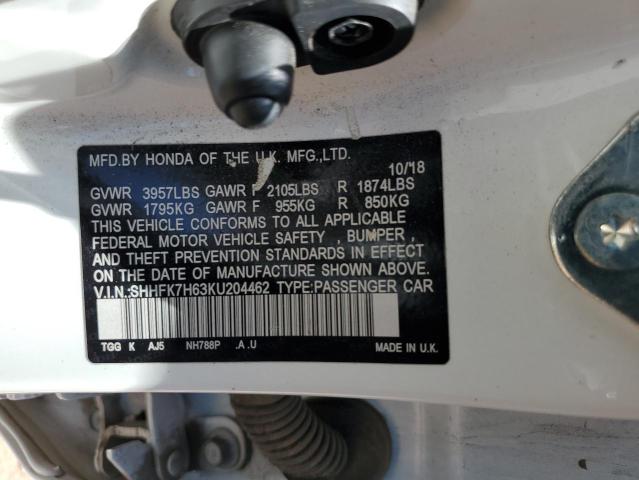 MFD.BY HONDA OF THE U.K. MFG.,LTD.
10/18
GVWR 3957LBS GAWR F 2105LBS R 1874LBS
GVWR 1795KG GAWR F 955KG R 850KG
THIS VEHICLE CONFORMS TO ALL APPLICABLE
FEDERAL MOTOR VEHICLE SAFETY , BUMPER ,
AND THEFT PREVENTION STANDARDS IN EFFECT
ON THE DATE OF MANUFACTURE SHOWN ABOVE.
V.I.N.:SHHFK7H63KU204462 TYPE:PASSENGER CAR
TGG K AJ5 NH788P .A.U MADE IN U.K.